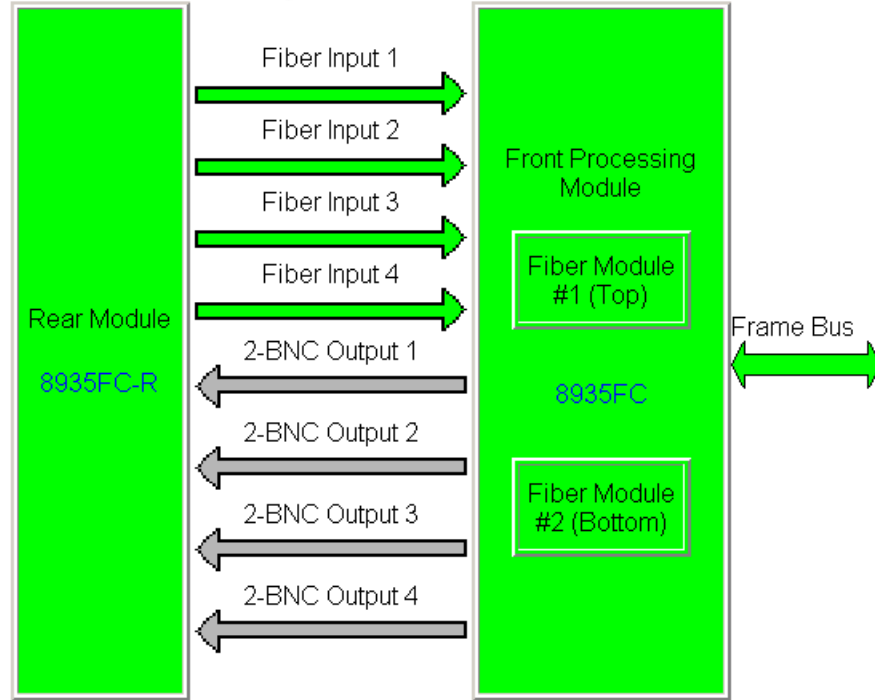 Fiber Input 1
Fiber Input 2
Fiber Input 3
Fiber Input 4
2-BNC Output 1
2-BNC Output 2
2-BNC Output 3
2-BNC Output 4
Rear Module
8935FC-R
Front Processing
Module
Fiber Module
#1 (Top)
8935FC
Fiber Module
#2 (Bottom)
Frame Bus